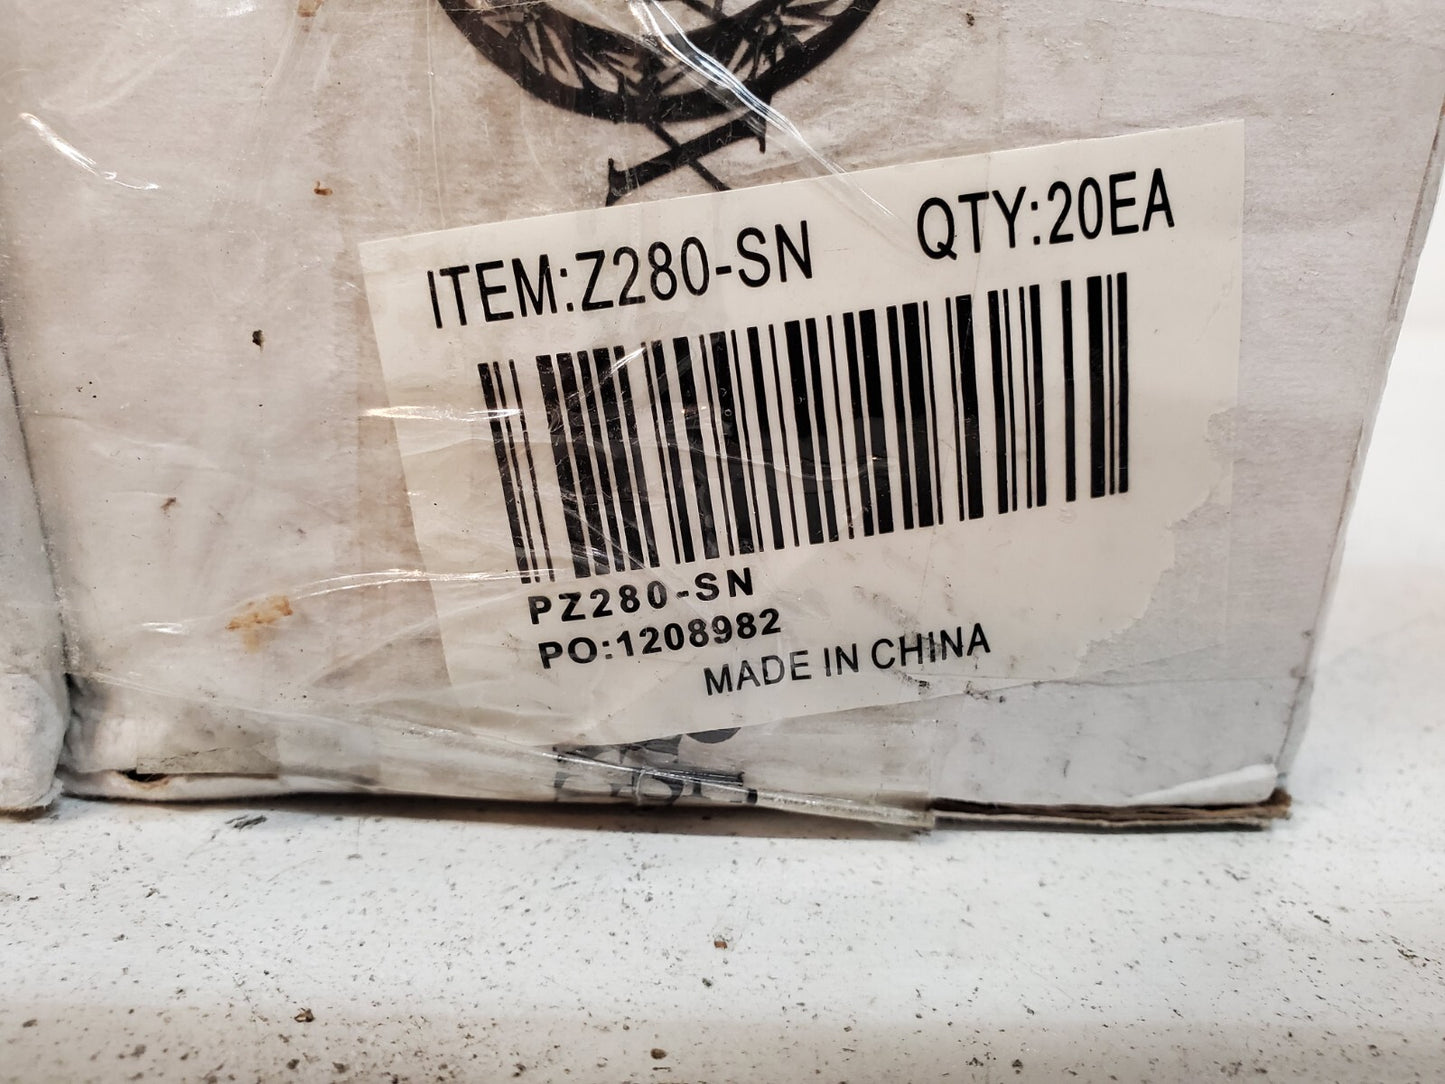 ITEM:Z280-SN QTY:20EA
PZ280-SN
PO:1208982
MADE IN CHINA